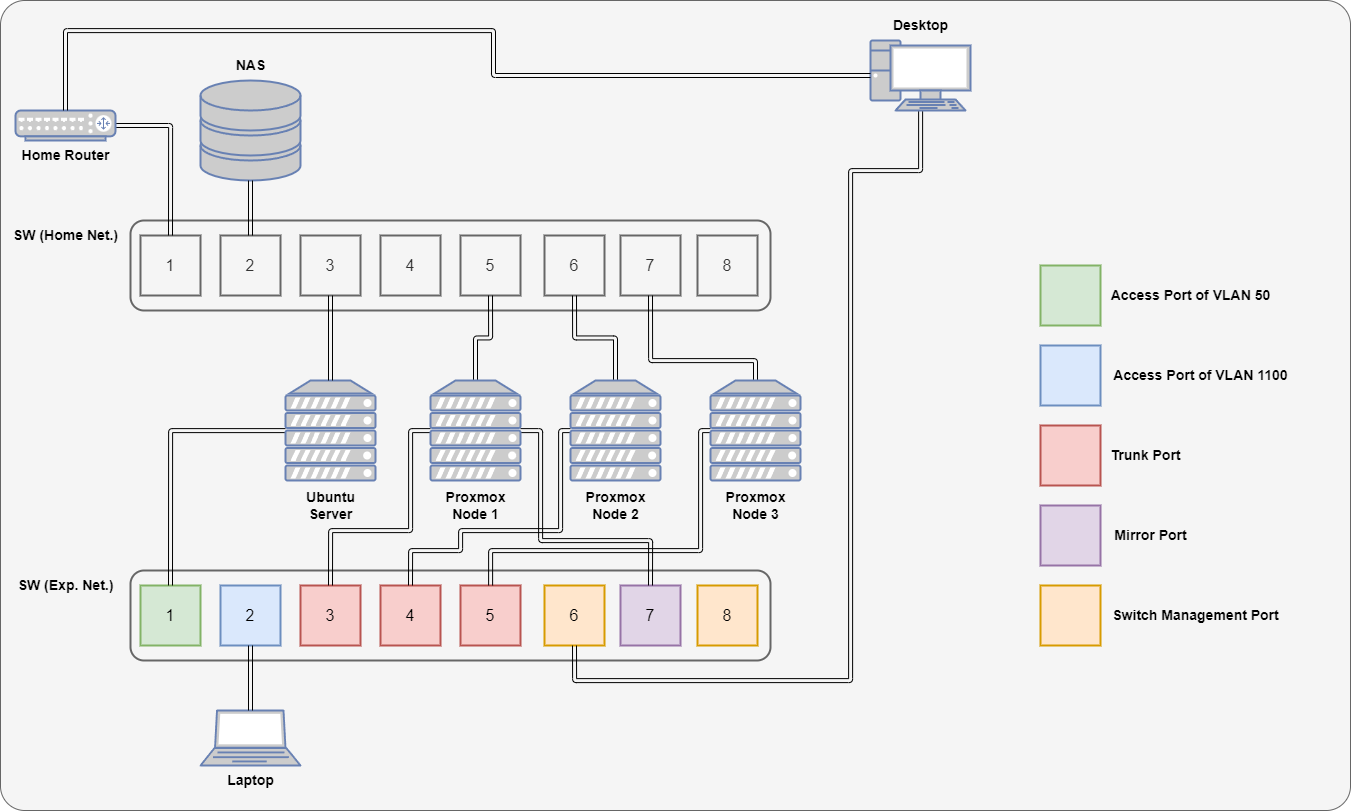 Desktop
NAS
Home Router
SW (Home Net.)
1
2
3
4
5
6
7
8
Access Port of VLAN 50
Access Port of VLAN 1100
Trunk Port
Mirror Port
Switch Management Port
Ubuntu
Server
Proxmox
Node 1
Proxmox
Node 2
Proxmox
Node 3
SW (Exp. Net.)
1
2
3
4
5
6
7
8
Laptop